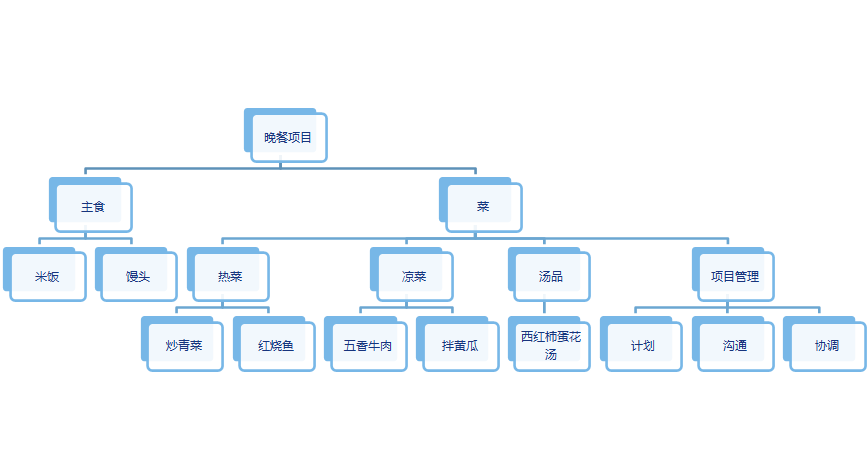 晚餐项目
主食
菜
米饭
馒头
热菜
凉菜
汤品
项目管理
炒青菜
红烧鱼
五香牛肉
拌黄瓜
西红柿蛋花
汤
计划
沟通
协调